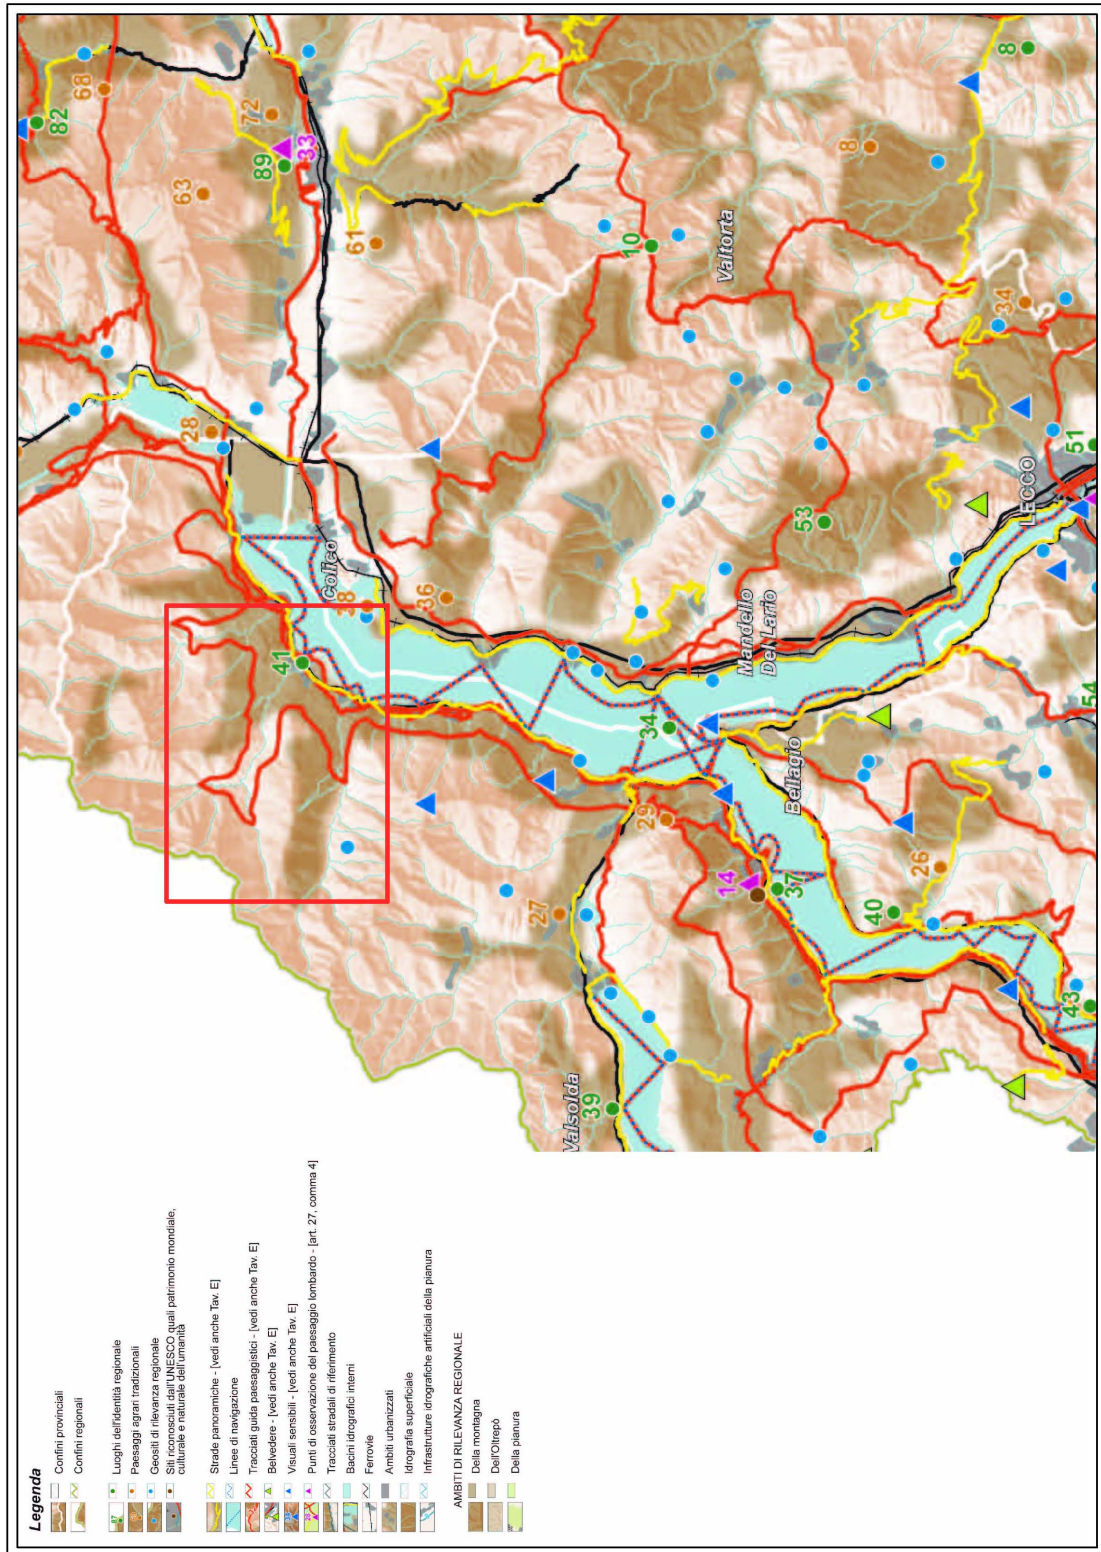 Legenda
Confini provinciali
Confini regionali
Luoghi dell'identità regionale
Paesaggi agrari tradizionali
Geositi di rilevanza regionale
Siti riconosciuti dall'UNESCO quali patrimonio mondiale,
culturale e naturale dell'umanità
Strade panoramiche - [vedi anche Tav. E]
Linee di navigazione
Tracciati guida paesaggistici - [vedi anche Tav. E]
Belvedere - [vedi anche Tav. E]
Visuali sensibili - [vedi anche Tav. E]
Punti di osservazione del paesaggio lombardo - [art. 27, comma 4]
Tracciati stradali di riferimento
Bacini idrografici interni
Ferrovie
Ambiti urbanizzati
Idrografia superficiale
Infrastrutture idrografiche artificiali della pianura
AMBITI DI RILEVANZA REGIONALE
Della montagna
Dell'Oltrepò
Della pianura
Valsolda
39
27
29
14
37
40
26
43
Bellagio
34
41
Colico
38
36
28
Mandello
Del Lario
53
LECCO
51
54
Valtorta
10
34
8
8
61
63
89
33
72
68
82